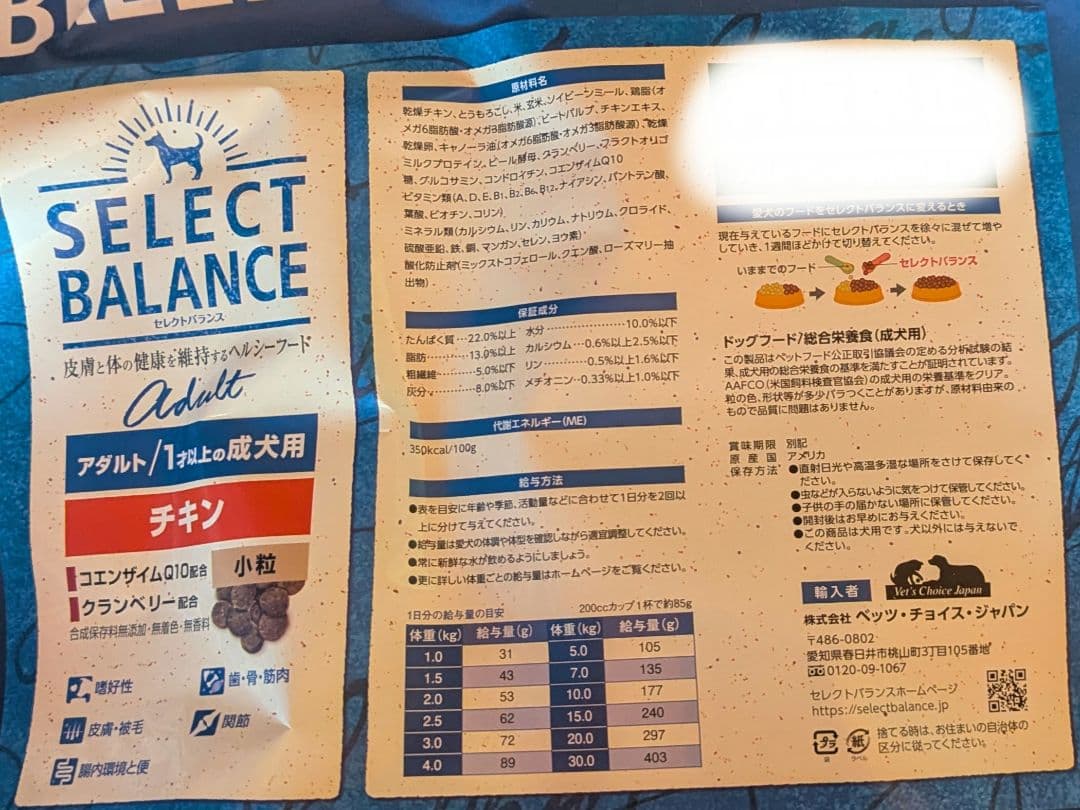 SELECT
BALANCE
セレクトバランス
皮膚と体の健康を維持するヘルシーフード
adult
アダルト/1才以上の成犬用
チキン
コエンザイムQ10配合
クランベリー配合
小粒
合成保存料無添加・無着色・無香料
嗜好性
歯・骨・筋肉
皮膚・被毛
関節
腸内環境と便
原材料名
乾燥チキン、とうもろこし、米、玄米、ソイビーンミール、鶏脂(オ
メガ6脂肪酸・オメガ3脂肪酸源)、ビートパルプ、チキンエキス、
乾燥卵、キャノーラ油(オメガ6脂肪酸・オメガ3脂肪酸源)、乾燥
ミルクプロテイン、ビール酵母、クランベリー、フラクトオリゴ
糖、グルコサミン、コンドロイチン、コエンザイムQ10
ビタミン類(A、D、E、B1、B2、B6、B12、ナイアシン、パントテン酸、
葉酸、ビオチン、コリン)
ミネラル類(カルシウム、リン、カリウム、ナトリウム、クロライド、
硫酸亜鉛、鉄、銅、マンガン、セレン、ヨウ素)
酸化防止剤(ミックストコフェロール、クエン酸、ローズマリー抽
出物)
保証成分
たんぱく質……22.0%以上 水分……………10.0%以下
脂肪…………13.0%以上 カルシウム…0.6%以上2.5%以下
粗繊維…………5.0%以下 リン…………0.5%以上1.6%以下
灰分……………8.0%以下 メチオニン…0.33%以上1.0%以下
代謝エネルギー(ME)
350kcal/100g
給与方法
●表を目安に年齢や季節、活動量などに合わせて1日分を2回以
上に分けて与えてください。
●給与量は愛犬の体調や体型を確認しながら適宜調整してください。
●常に新鮮な水が飲めるようにしましょう。
●更に詳しい体重ごとの給与量はホームページをご覧ください。
1日分の給与量の目安 200ccカップ1杯で約85g
体重(kg) 給与量(g) 体重(kg) 給与量(g)
1.0 31 5.0 105
1.5 43 7.0 135
2.0 53 10.0 177
2.5 62 15.0 240
3.0 72 20.0 297
4.0 89 30.0 403
愛犬のフードをセレクトバランスに変えるとき
現在与えているフードにセレクトバランスを徐々に混ぜて増や
していき、1週間ほどかけて切り替えてください。
いままでのフード セレクトバランス
ドッグフード/総合栄養食(成犬用)
この製品はペットフード公正取引協議会の定める分析試験の結
果、成犬用の総合栄養食の基準を満たすことが証明されています。
AAFCO(米国飼料検査官協会)の成犬用の栄養基準をクリア。
粒の色、形状等が多少バラつくことがありますが、原材料由来の
もので品質に問題はありません。
賞味期限 別記
原産国 アメリカ
保存方法 ●直射日光や高温多湿な場所をさけて保存してく
ださい。
●虫などが入らないように気をつけて保管してください。
●子供の手の届かない場所に保管してください。
●開封後はお早めにお与えください。
●この商品は犬用です。犬以外には与えないで
ください。
輸入者
Vet's Choice Japan
株式会社 ベッツ・チョイス・ジャパン
〒486-0802
愛知県春日井市桃山町3丁目105番地
0120-09-1067
セレクトバランスホームページ
https://selectbalance.jp
プラ
袋
紙
ラベル
捨てる時は、お住まいの自治体の
区分に従ってください。